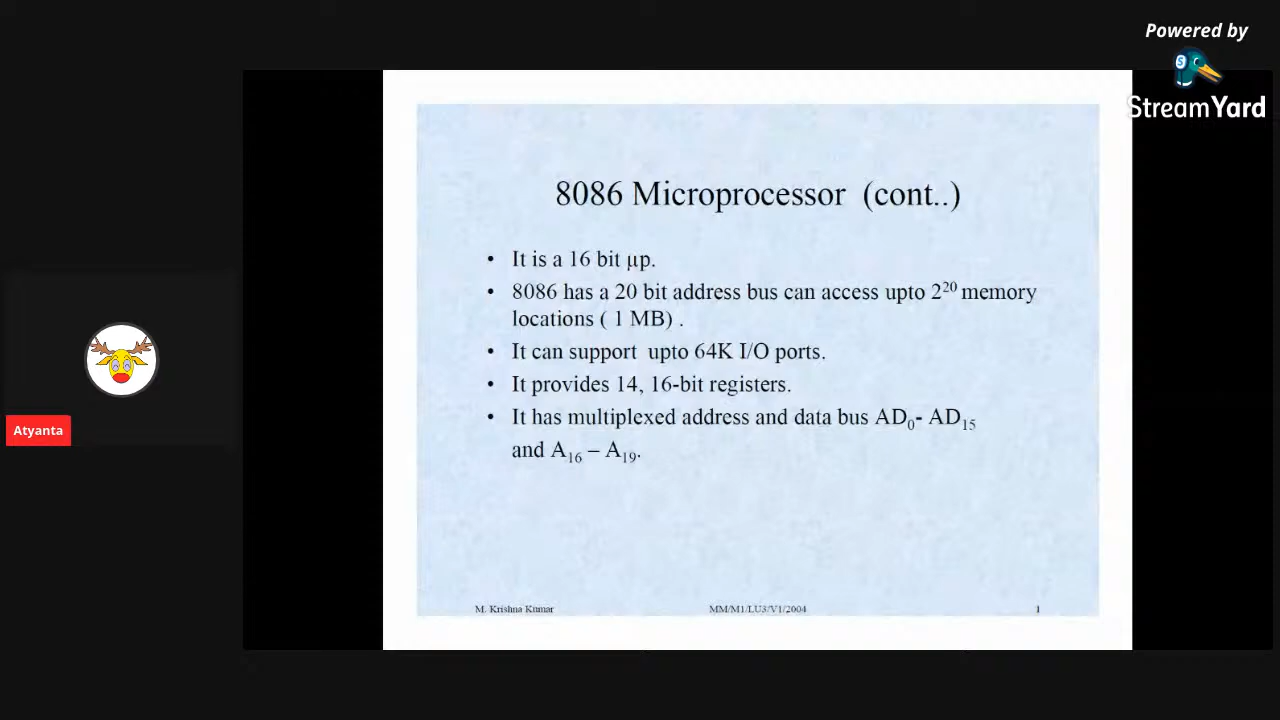 Powered by
StreamYard
8086 Microprocessor (cont..)
• It is a 16 bit µp.
• 8086 has a 20 bit address bus can access upto 2²⁰ memory
locations ( 1 MB) .
• It can support upto 64K I/O ports.
• It provides 14, 16-bit registers.
• It has multiplexed address and data bus AD₀- AD₁₅
and A₁₆ – A₁₉.
Atyanta
M. Krishna Kumar MM/M1/LU3/V1/2004 1